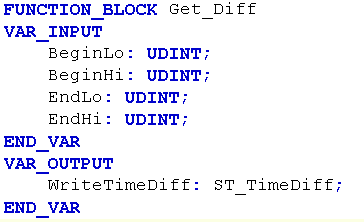 FUNCTION_BLOCK Get_Diff
VAR_INPUT
    BeginLo: UDINT;
    BeginHi: UDINT;
    EndLo: UDINT;
    EndHi: UDINT;
END_VAR
VAR_OUTPUT
    WriteTimeDiff: ST_TimeDiff;
END_VAR